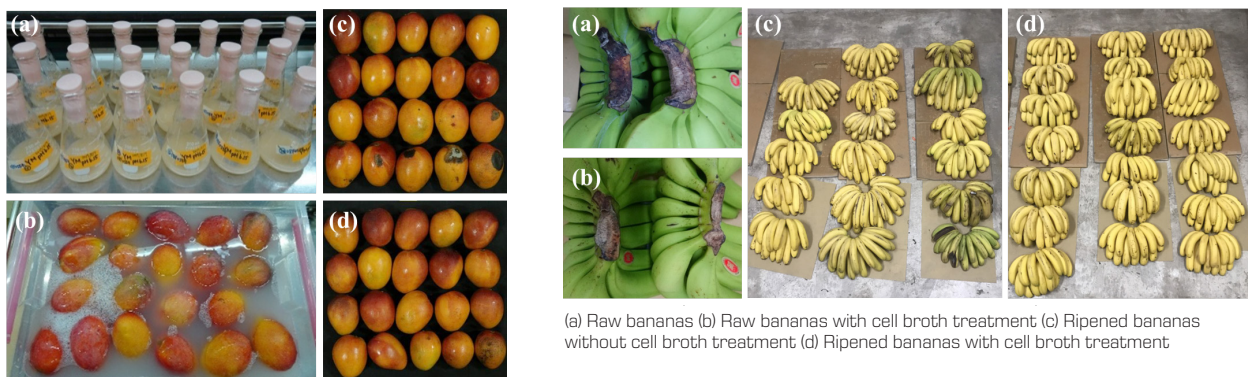 (a)
(c)
(b)
(d)
(a)
(b)
(c)
(d)
(a) Raw bananas (b) Raw bananas with cell broth treatment (c) Ripened bananas
without cell broth treatment (d) Ripened bananas with cell broth treatment